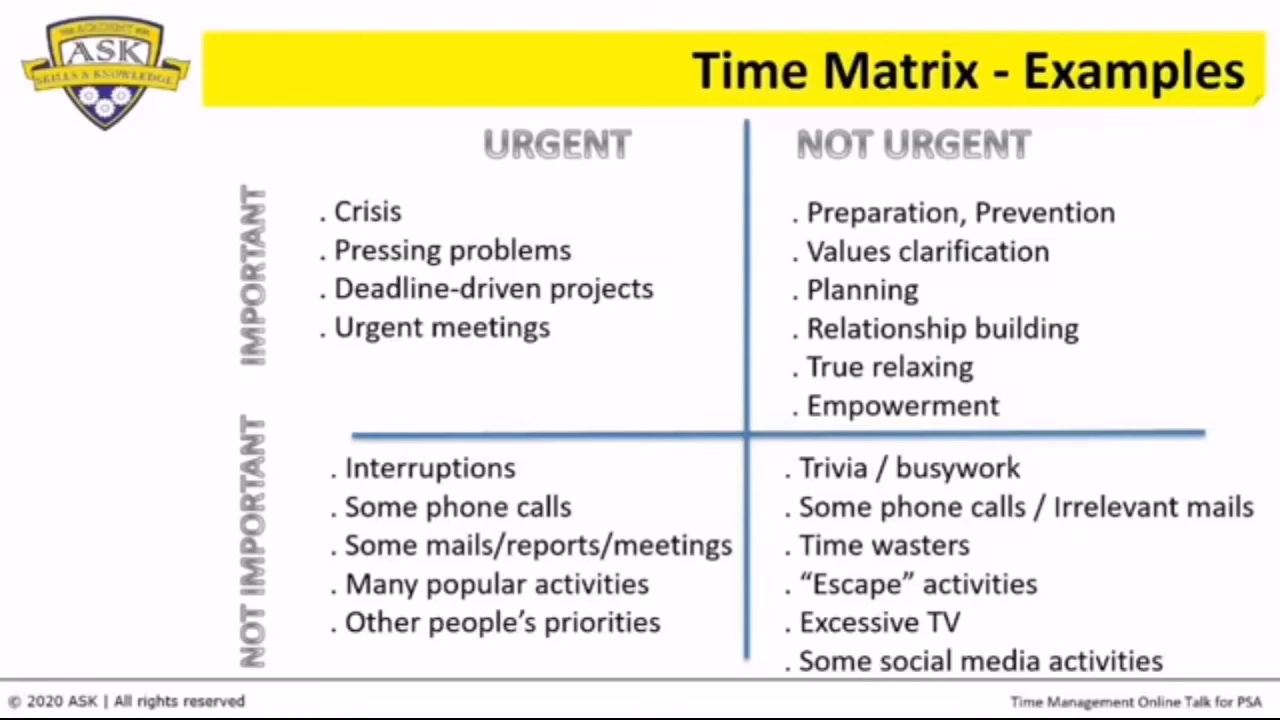 THE ACADEMY FOR
ASK
SKILLS & KNOWLEDGE
Time Matrix - Examples
URGENT
NOT URGENT
IMPORTANT
. Crisis
. Pressing problems
. Deadline-driven projects
. Urgent meetings
. Preparation, Prevention
. Values clarification
. Planning
. Relationship building
. True relaxing
. Empowerment
NOT IMPORTANT
. Interruptions
. Some phone calls
. Some mails/reports/meetings
. Many popular activities
. Other people’s priorities
. Trivia / busywork
. Some phone calls / Irrelevant mails
. Time wasters
. “Escape” activities
. Excessive TV
. Some social media activities
© 2020 ASK | All rights reserved
Time Management Online Talk for PSA